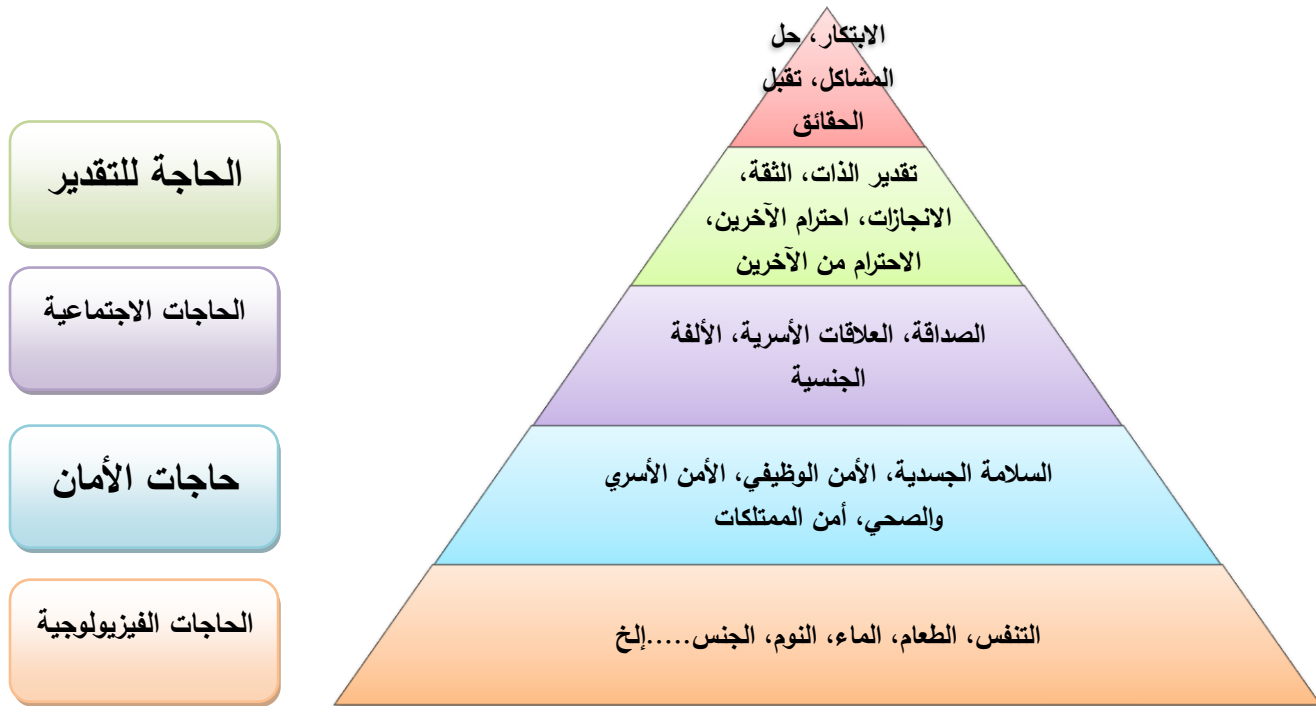 الابتكار، حل
المشاكل، تقبل
الحقائق
الحاجة للتقدير
تقدير الذات، الثقة،
الانجازات، احترام الآخرين،
الاحترام من الآخرين
الحاجات الاجتماعية
الصداقة، العلاقات الأسرية، الألفة
الجنسية
حاجات الأمان
السلامة الجسدية، الأمن الوظيفي، الأمن الأسري
والصحي، أمن الممتلكات
الحاجات الفيزيولوجية
التنفس، الطعام، الماء، النوم، الجنس.....إلخ